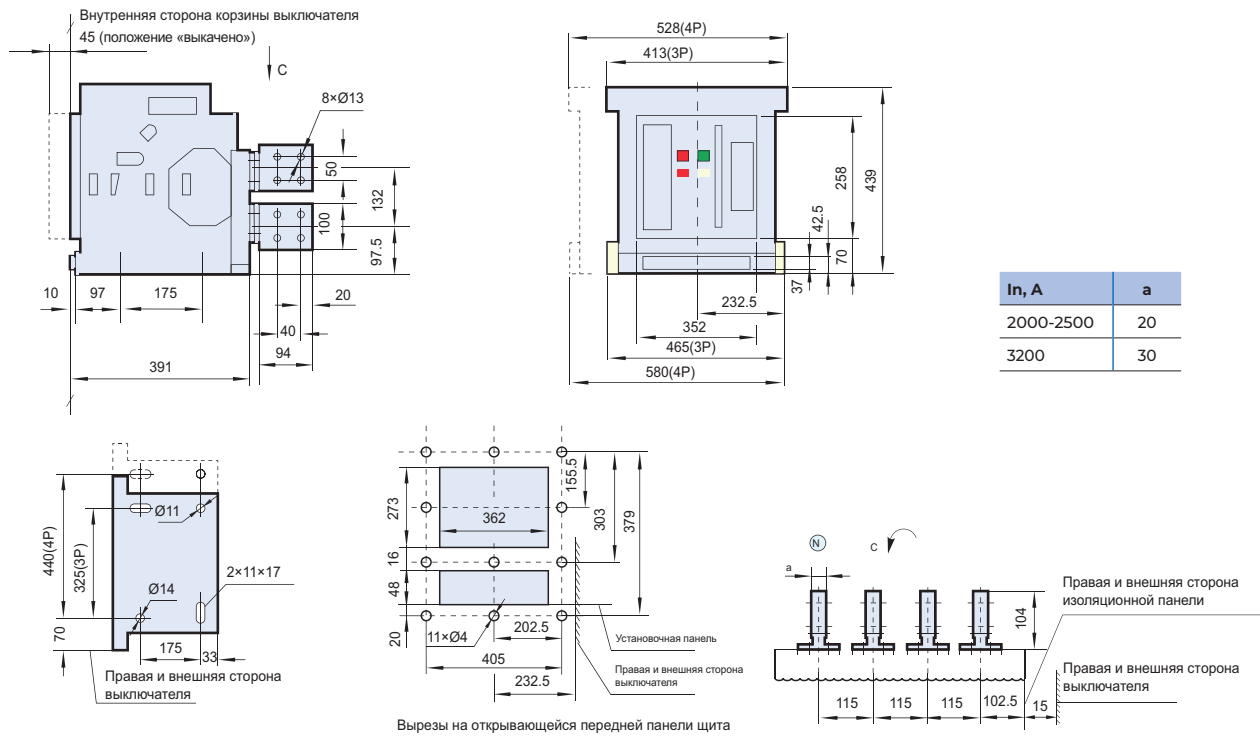 Внутренняя сторона корзины выключателя
45 (положение «выкачено»)
C
8×Ø13
50
132
100
97.5
10
97
175
20
40
94
391
528(4P)
413(3P)
258
439
42.5
70
37
232.5
352
465(3P)
580(4P)
In, A a
2000-2500 20
3200 30
440(4P)
325(3P)
70
Ø11
2×11×17
Ø14
175
33
Правая и внешняя сторона
выключателя
273
362
155.5
303
379
16
48
20
11×Ø4
202.5
405
232.5
Установочная панель
Правая и внешняя сторона
выключателя
Вырезы на открывающейся передней панели щита
N
C
a
104
Правая и внешняя сторона
изоляционной панели
Правая и внешняя сторона
выключателя
115
115
115
102.5
15